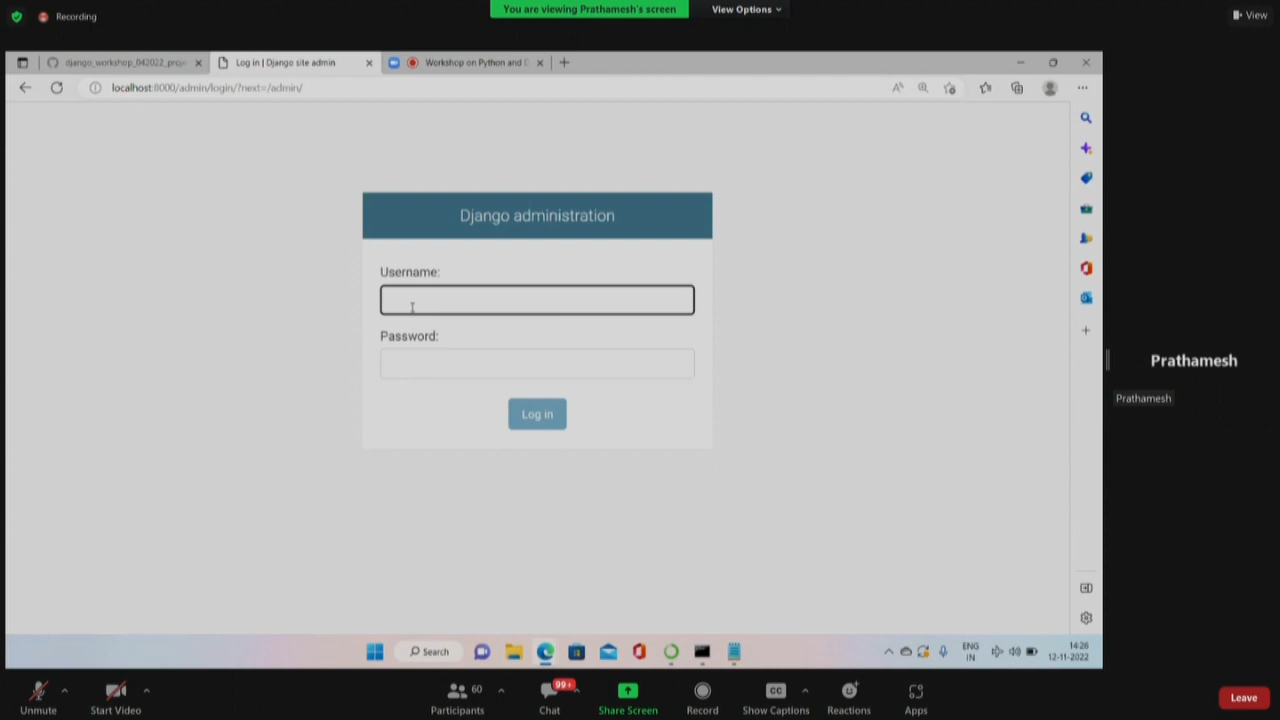 Recording
You are viewing Prathamesh's screen
View Options
View
django_workshop_042022_proje
Log in | Django site admin
Workshop on Python and D
localhost:8000/admin/login/?next=/admin/
Django administration
Username:
Password:
Log in
Prathamesh
Prathamesh
Search
ENG
IN
14:26
12-11-2022
Unmute
Start Video
Participants
60
Chat
99+
Share Screen
Record
CC
Show Captions
Reactions
Apps
Leave